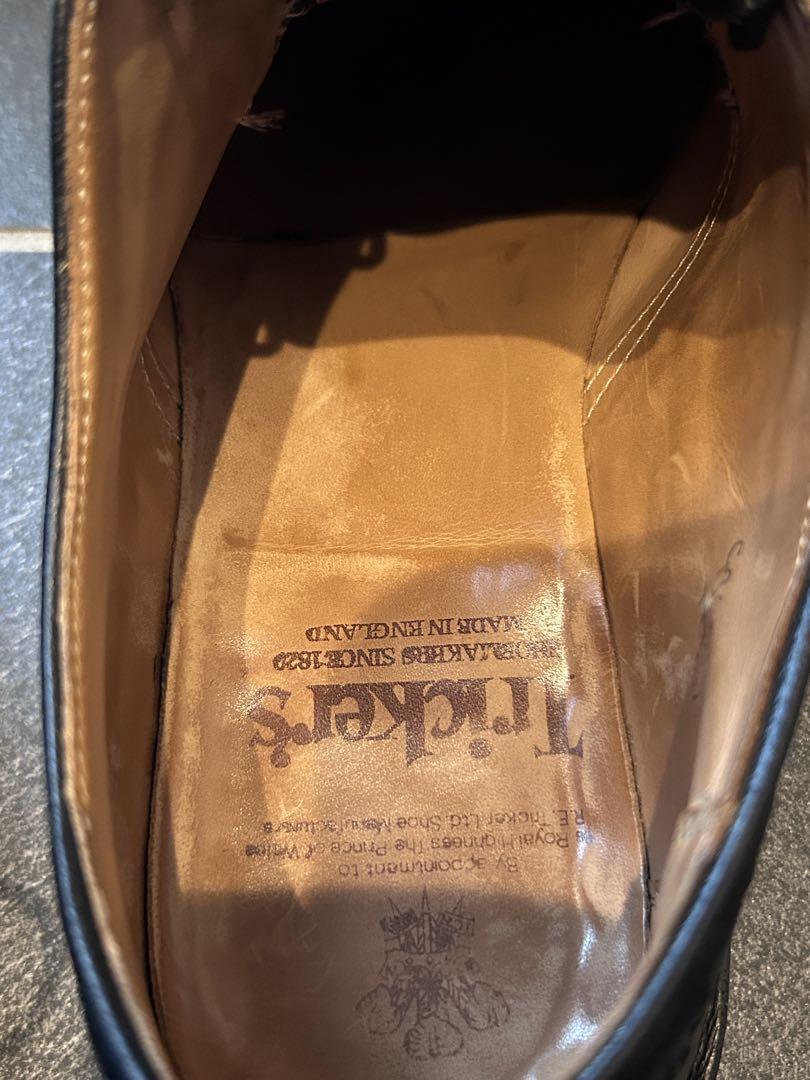 By appointment to
His Royal Highness The Prince of Wales
R.E. Tricker Ltd. Shoe Manufacturers
Tricker's
SHOEMAKERS SINCE 1829
MADE IN ENGLAND